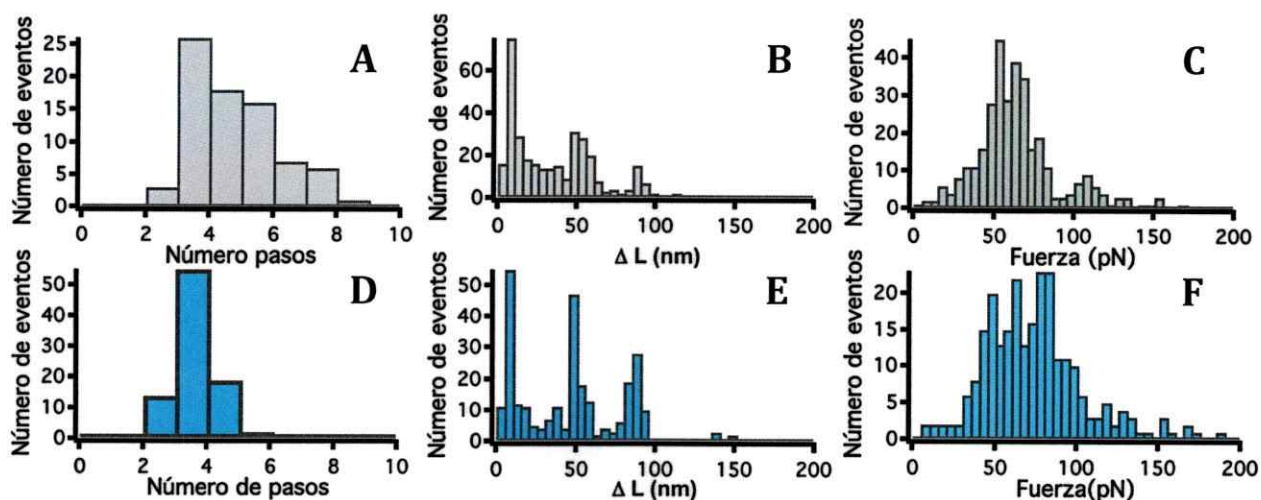 A
Número de eventos
25
20
15
10
5
0
0 2 4 6 8 10
Número pasos
B
Número de eventos
60
40
20
0
0 50 100 150 200
Δ L (nm)
C
Número de eventos
40
30
20
10
0
0 50 100 150 200
Fuerza (pN)
D
Número de eventos
50
40
30
20
10
0
0 2 4 6 8 10
Número de pasos
E
Número de eventos
50
40
30
20
10
0
0 50 100 150 200
Δ L (nm)
F
Número de eventos
20
15
10
5
0
0 50 100 150 200
Fuerza(pN)